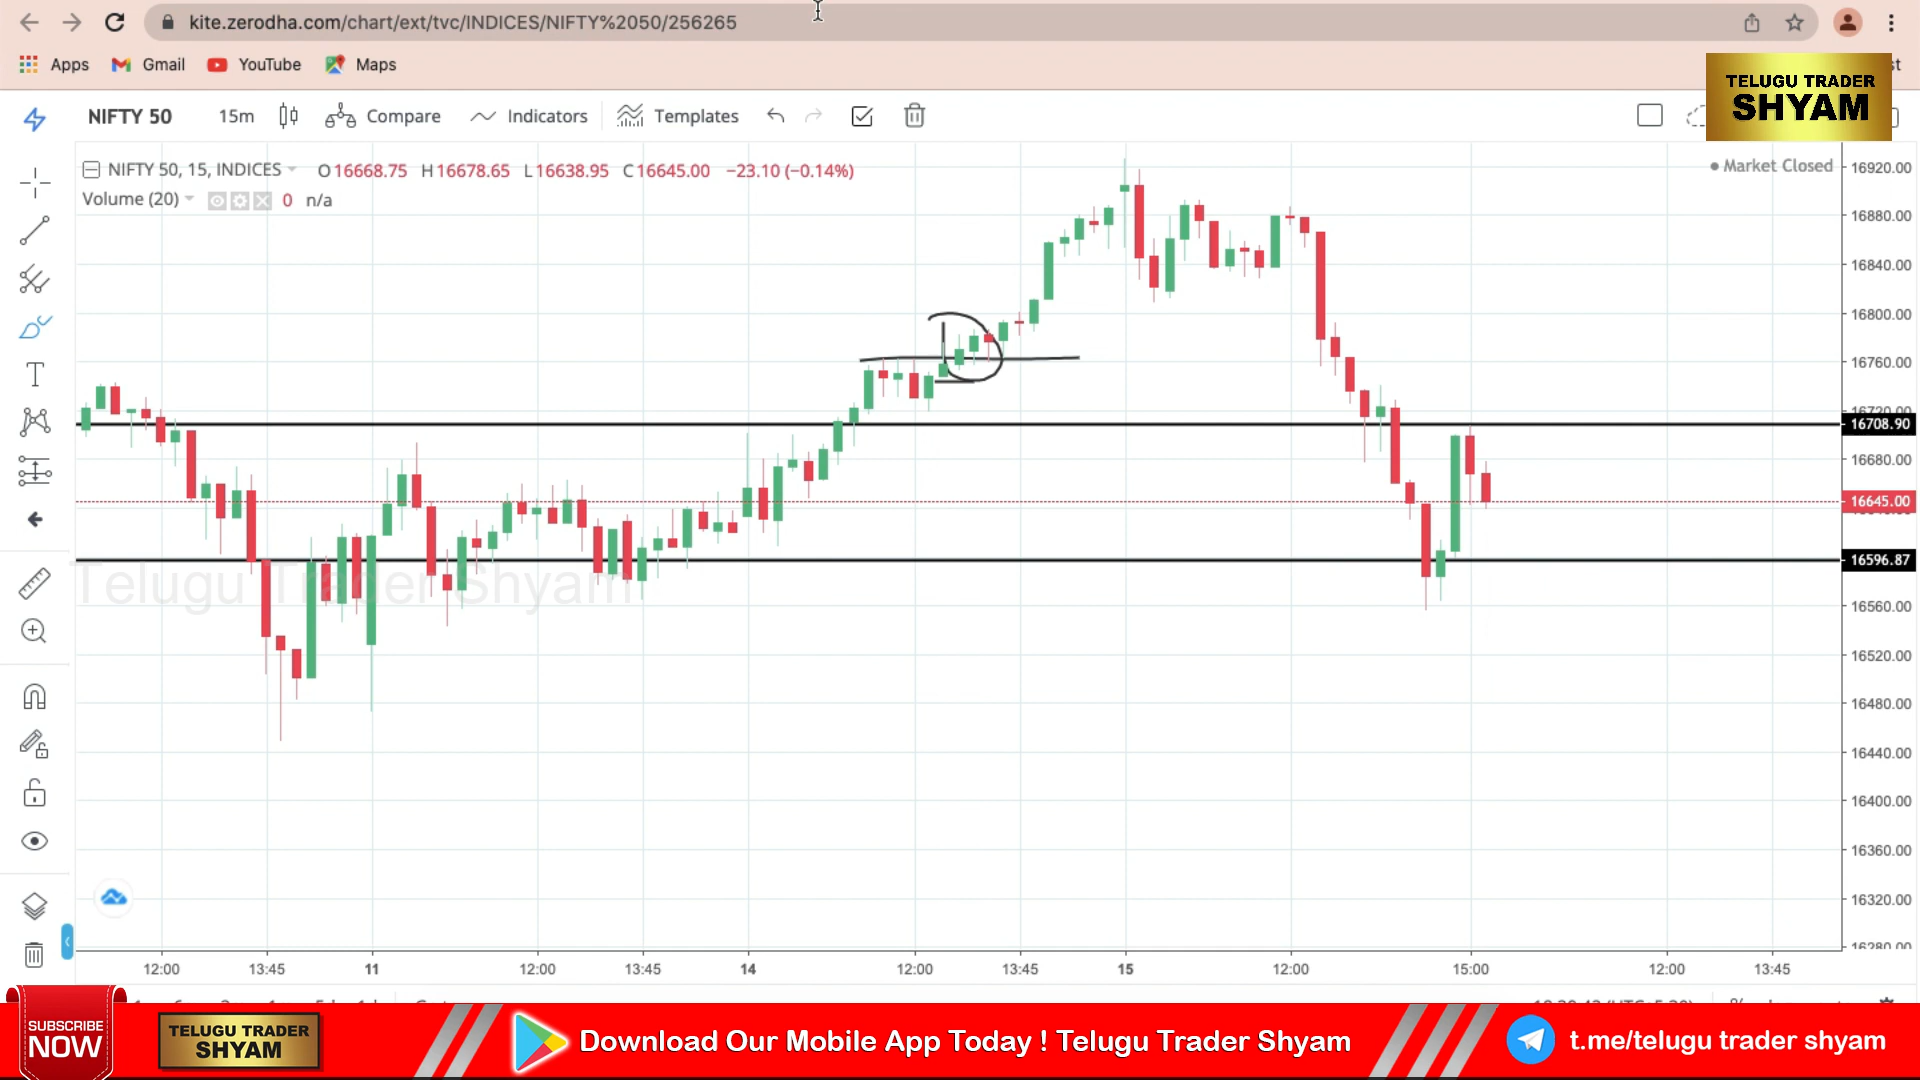 kite.zerodha.com/chart/ext/tvc/INDICES/NIFTY%2050/256265
Apps Gmail YouTube Maps
TELUGU TRADER
SHYAM
NIFTY 50 15m Compare Indicators Templates
NIFTY 50, 15, INDICES O16668.75 H16678.65 L16638.95 C16645.00 −23.10 (−0.14%)
Market Closed
Volume (20) 0 n/a
16920.00
16880.00
16840.00
16800.00
16760.00
16720.00
16708.90
16680.00
16645.00
16596.87
16560.00
16520.00
16480.00
16440.00
16400.00
16360.00
16320.00
16280.00
Telugu Trader Shyam
12:00 13:45 11 12:00 13:45 14 12:00 13:45 15 12:00 15:00 12:00 13:45
SUBSCRIBE
NOW
TELUGU TRADER
SHYAM
Download Our Mobile App Today ! Telugu Trader Shyam
t.me/telugu trader shyam